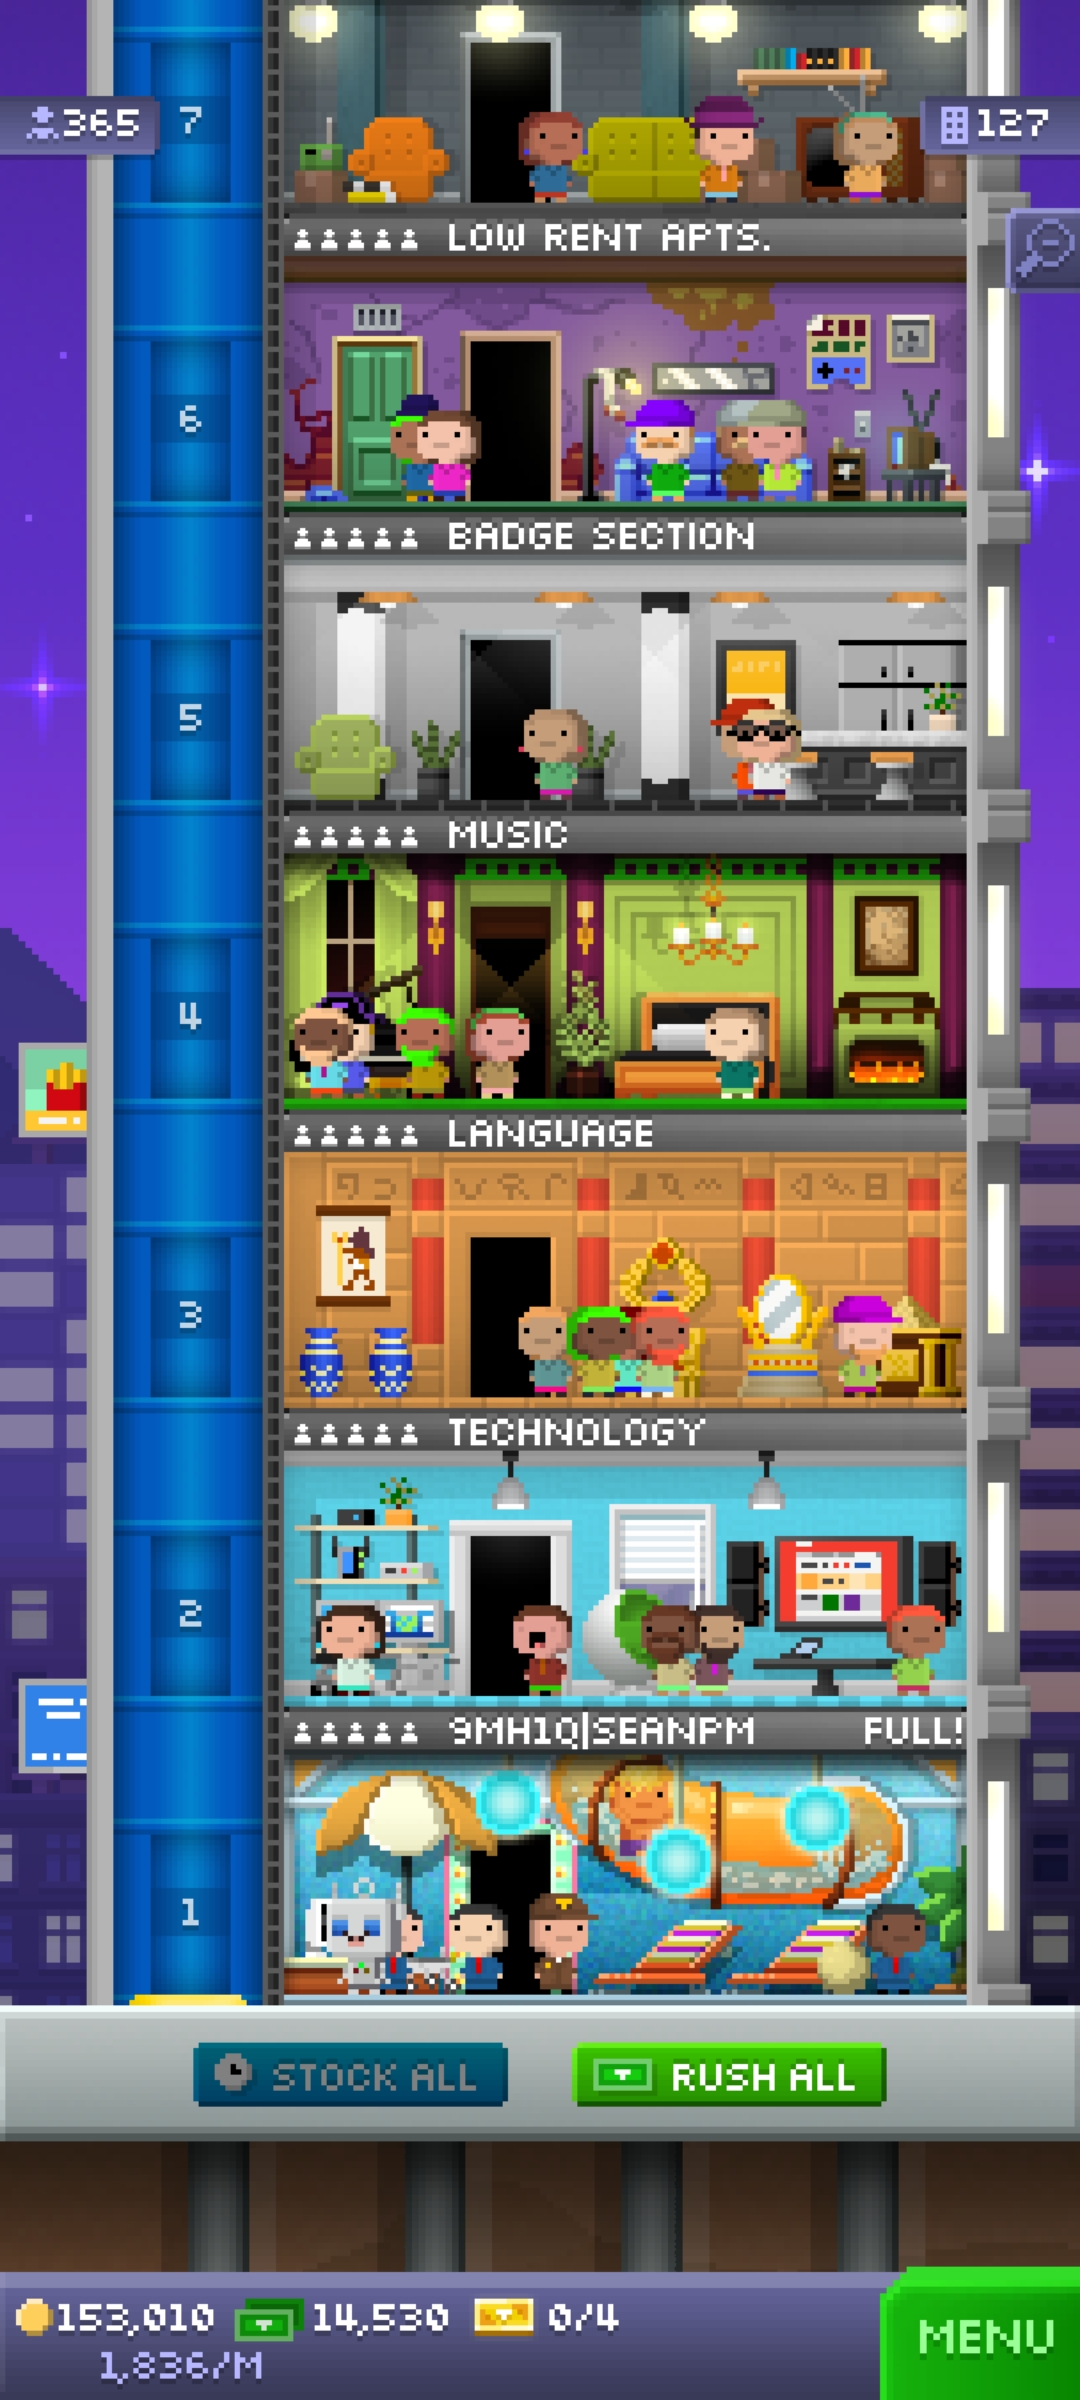 7
365
127
LOW RENT APTS.
6
BADGE SECTION
5
MUSIC
4
LANGUAGE
3
TECHNOLOGY
2
9MH1Q|SEANPM FULL!
1
STOCK ALL
RUSH ALL
153,010 14,530 0/4
1,836/M
MENU